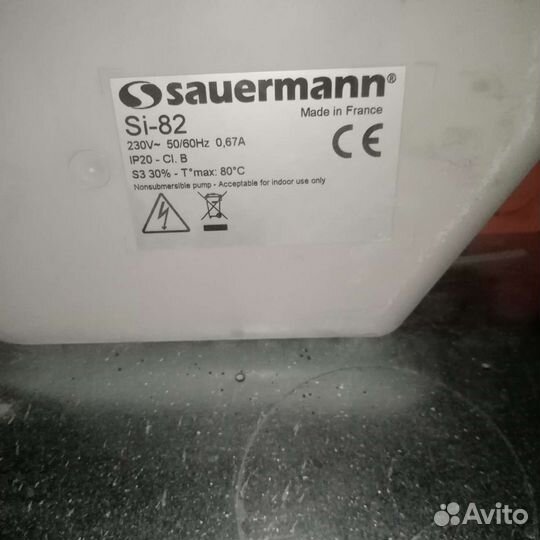 sauermann®
Made in France
Si-82
230V~ 50/60Hz 0,67A
IP20 - Cl. B
S3 30% - T°max: 80°C
Nonsubmersible pump - Acceptable for indoor use only
CE
Avito